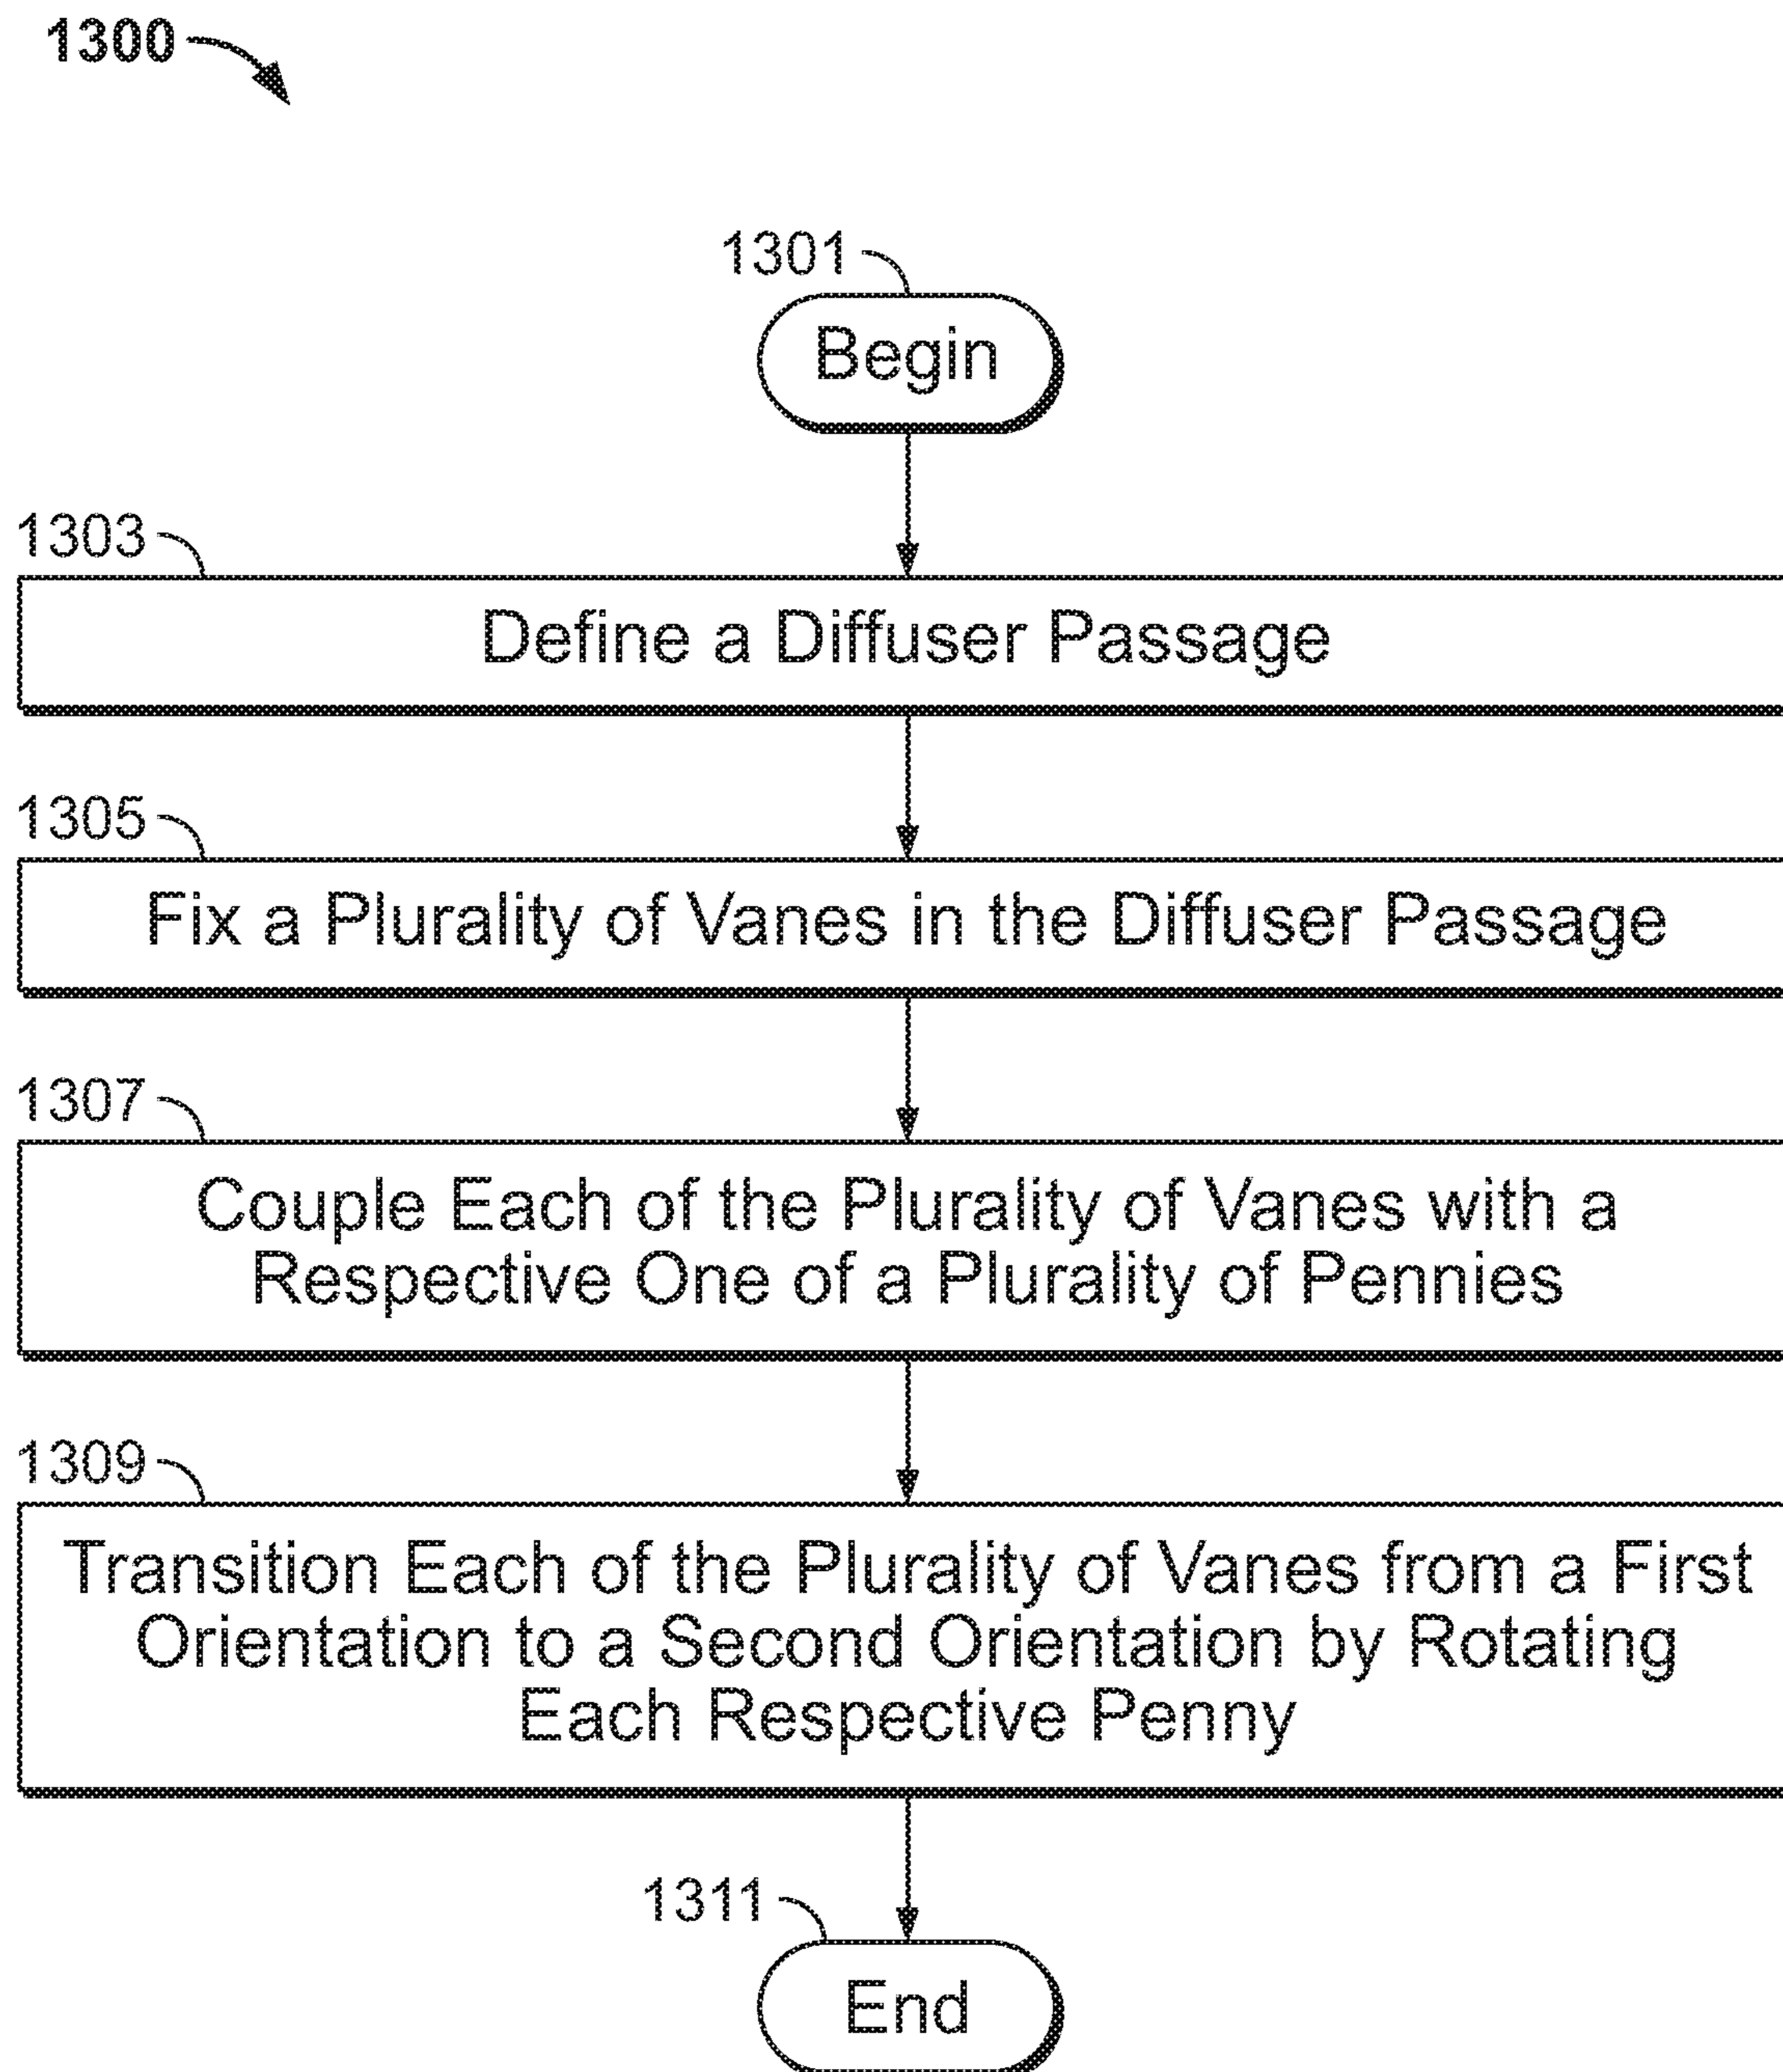 1300
1301
Begin
1303
Define a Diffuser Passage
1305
Fix a Plurality of Vanes in the Diffuser Passage
1307
Couple Each of the Plurality of Vanes with a
Respective One of a Plurality of Pennies
1309
Transition Each of the Plurality of Vanes from a First
Orientation to a Second Orientation by Rotating
Each Respective Penny
1311
End